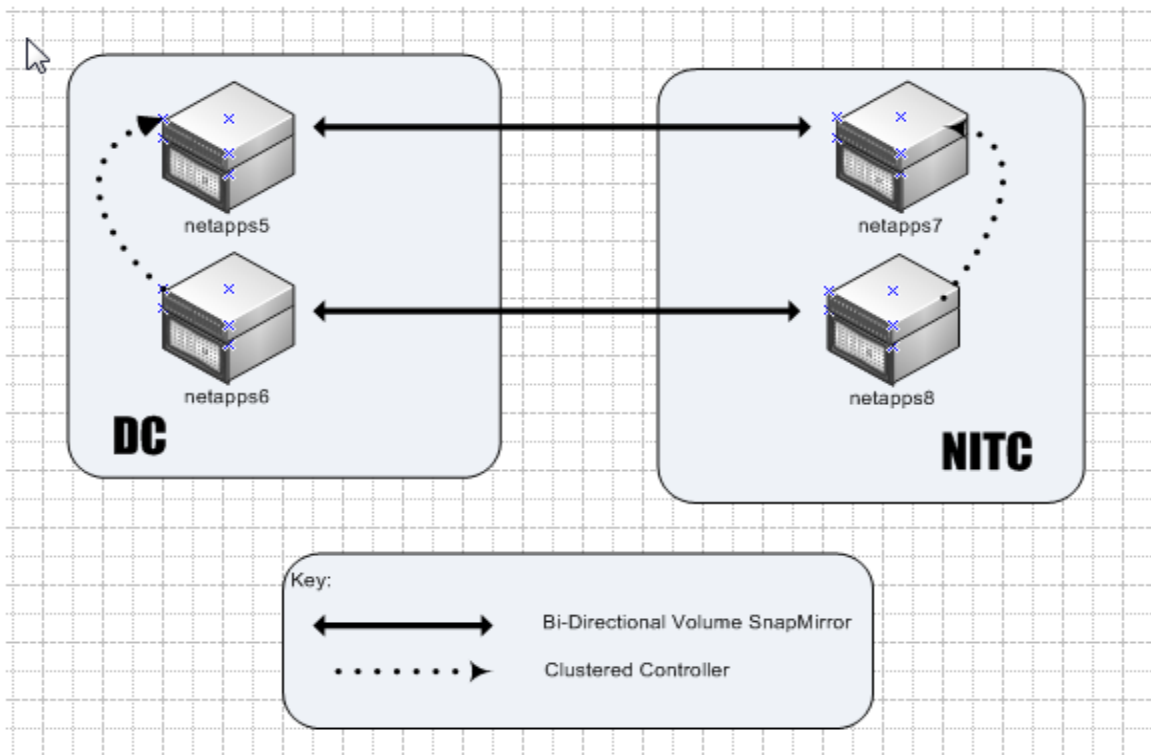 netapps5
netapps7
netapps6
netapps8
DC
NITC
Key:
Bi-Directional Volume SnapMirror
Clustered Controller